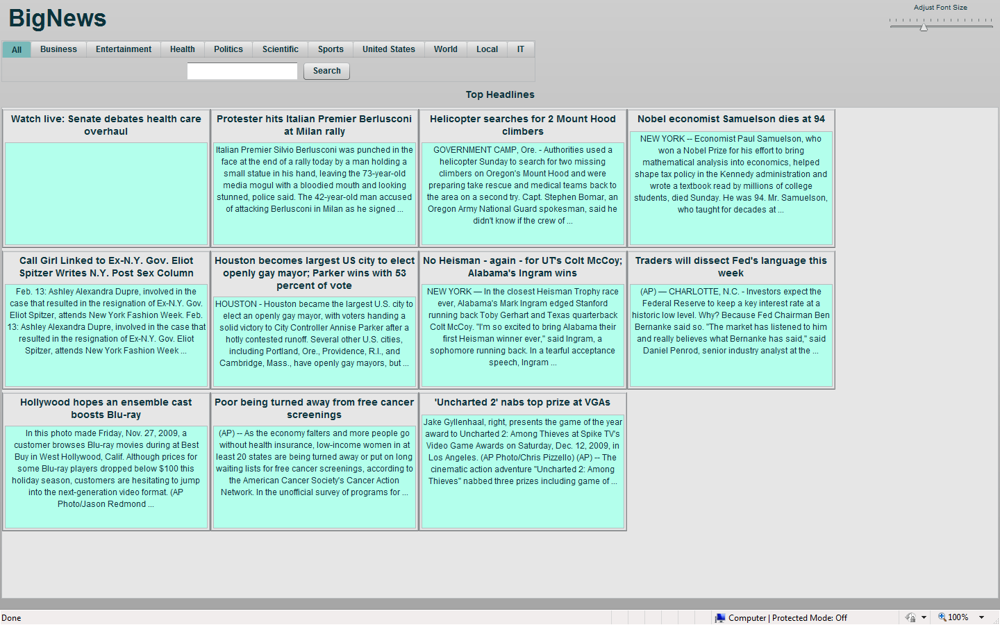 BigNews
Adjust Font Size
All Business Entertainment Health Politics Scientific Sports United States World Local IT
Search
Top Headlines
Watch live: Senate debates health care
overhaul
Protester hits Italian Premier Berlusconi
at Milan rally
Italian Premier Silvio Berlusconi was punched in the
face at the end of a rally today by a man holding a
small statue in his hand, leaving the 73-year-old
media mogul with a bloodied mouth and looking
stunned, police said. The 42-year-old man accused
of attacking Berlusconi in Milan as he signed ...
Helicopter searches for 2 Mount Hood
climbers
GOVERNMENT CAMP, Ore. - Authorities used a
helicopter Sunday to search for two missing
climbers on Oregon's Mount Hood and were
preparing take rescue and medical teams back to
the area on a second try. Capt. Stephen Bomar, an
Oregon Army National Guard spokesman, said he
didn't know if the crew of ...
Nobel economist Samuelson dies at 94
NEW YORK -- Economist Paul Samuelson, who
won a Nobel Prize for his effort to bring
mathematical analysis into economics, helped
shape tax policy in the Kennedy administration and
wrote a textbook read by millions of college
students, died Sunday. He was 94. Mr. Samuelson,
who taught for decades at ...
Call Girl Linked to Ex-N.Y. Gov. Eliot
Spitzer Writes N.Y. Post Sex Column
Feb. 13: Ashley Alexandra Dupre, involved in the
case that resulted in the resignation of Ex-N.Y. Gov.
Eliot Spitzer, attends New York Fashion Week. Feb.
13: Ashley Alexandra Dupre, involved in the case that
resulted in the resignation of Ex-N.Y. Gov. Eliot
Spitzer, attends New York Fashion Week ...
Houston becomes largest US city to elect
openly gay mayor; Parker wins with 53
percent of vote
HOUSTON - Houston became the largest U.S. city to
elect an openly gay mayor, with voters handing a
solid victory to City Controller Annise Parker after a
hotly contested runoff. Several other U.S. cities,
including Portland, Ore., Providence, R.I., and
Cambridge, Mass., have openly gay mayors, but ...
No Heisman - again - for UT's Colt McCoy;
Alabama's Ingram wins
NEW YORK — In the closest Heisman Trophy race
ever, Alabama's Mark Ingram edged Stanford
running back Toby Gerhart and Texas quarterback
Colt McCoy. "I'm so excited to bring Alabama their
first Heisman winner ever," said Ingram, a
sophomore running back. In a tearful acceptance
speech, Ingram ...
Traders will dissect Fed's language this
week
(AP) — CHARLOTTE, N.C. - Investors expect the
Federal Reserve to keep a key interest rate at a
historic low level. Why? Because Fed Chairman Ben
Bernanke said so. "The market has listened to him
and really believes what Bernanke has said," said
Daniel Penrod, senior industry analyst at the ...
Hollywood hopes an ensemble cast
boosts Blu-ray
In this photo made Friday, Nov. 27, 2009, a
customer browses Blu-ray movies during at Best
Buy in West Hollywood, Calif. Although prices for
some Blu-ray players dropped below $100 this
holiday season, customers are hesitating to jump
into the next-generation video format. (AP
Photo/Jason Redmond ...
Poor being turned away from free cancer
screenings
(AP) -- As the economy falters and more people go
without health insurance, low-income women in at
least 20 states are being turned away or put on long
waiting lists for free cancer screenings, according to
the American Cancer Society's Cancer Action
Network. In the unofficial survey of programs for ...
'Uncharted 2' nabs top prize at VGAs
Jake Gyllenhaal, right, presents the game of the year
award to Uncharted 2: Among Thieves at Spike TV's
Video Game Awards on Saturday, Dec. 12, 2009, in
Los Angeles. (AP Photo/Chris Pizzello) (AP) -- The
cinematic action adventure "Uncharted 2: Among
Thieves" nabbed three prizes including game of ...
Done
Computer | Protected Mode: Off
100%